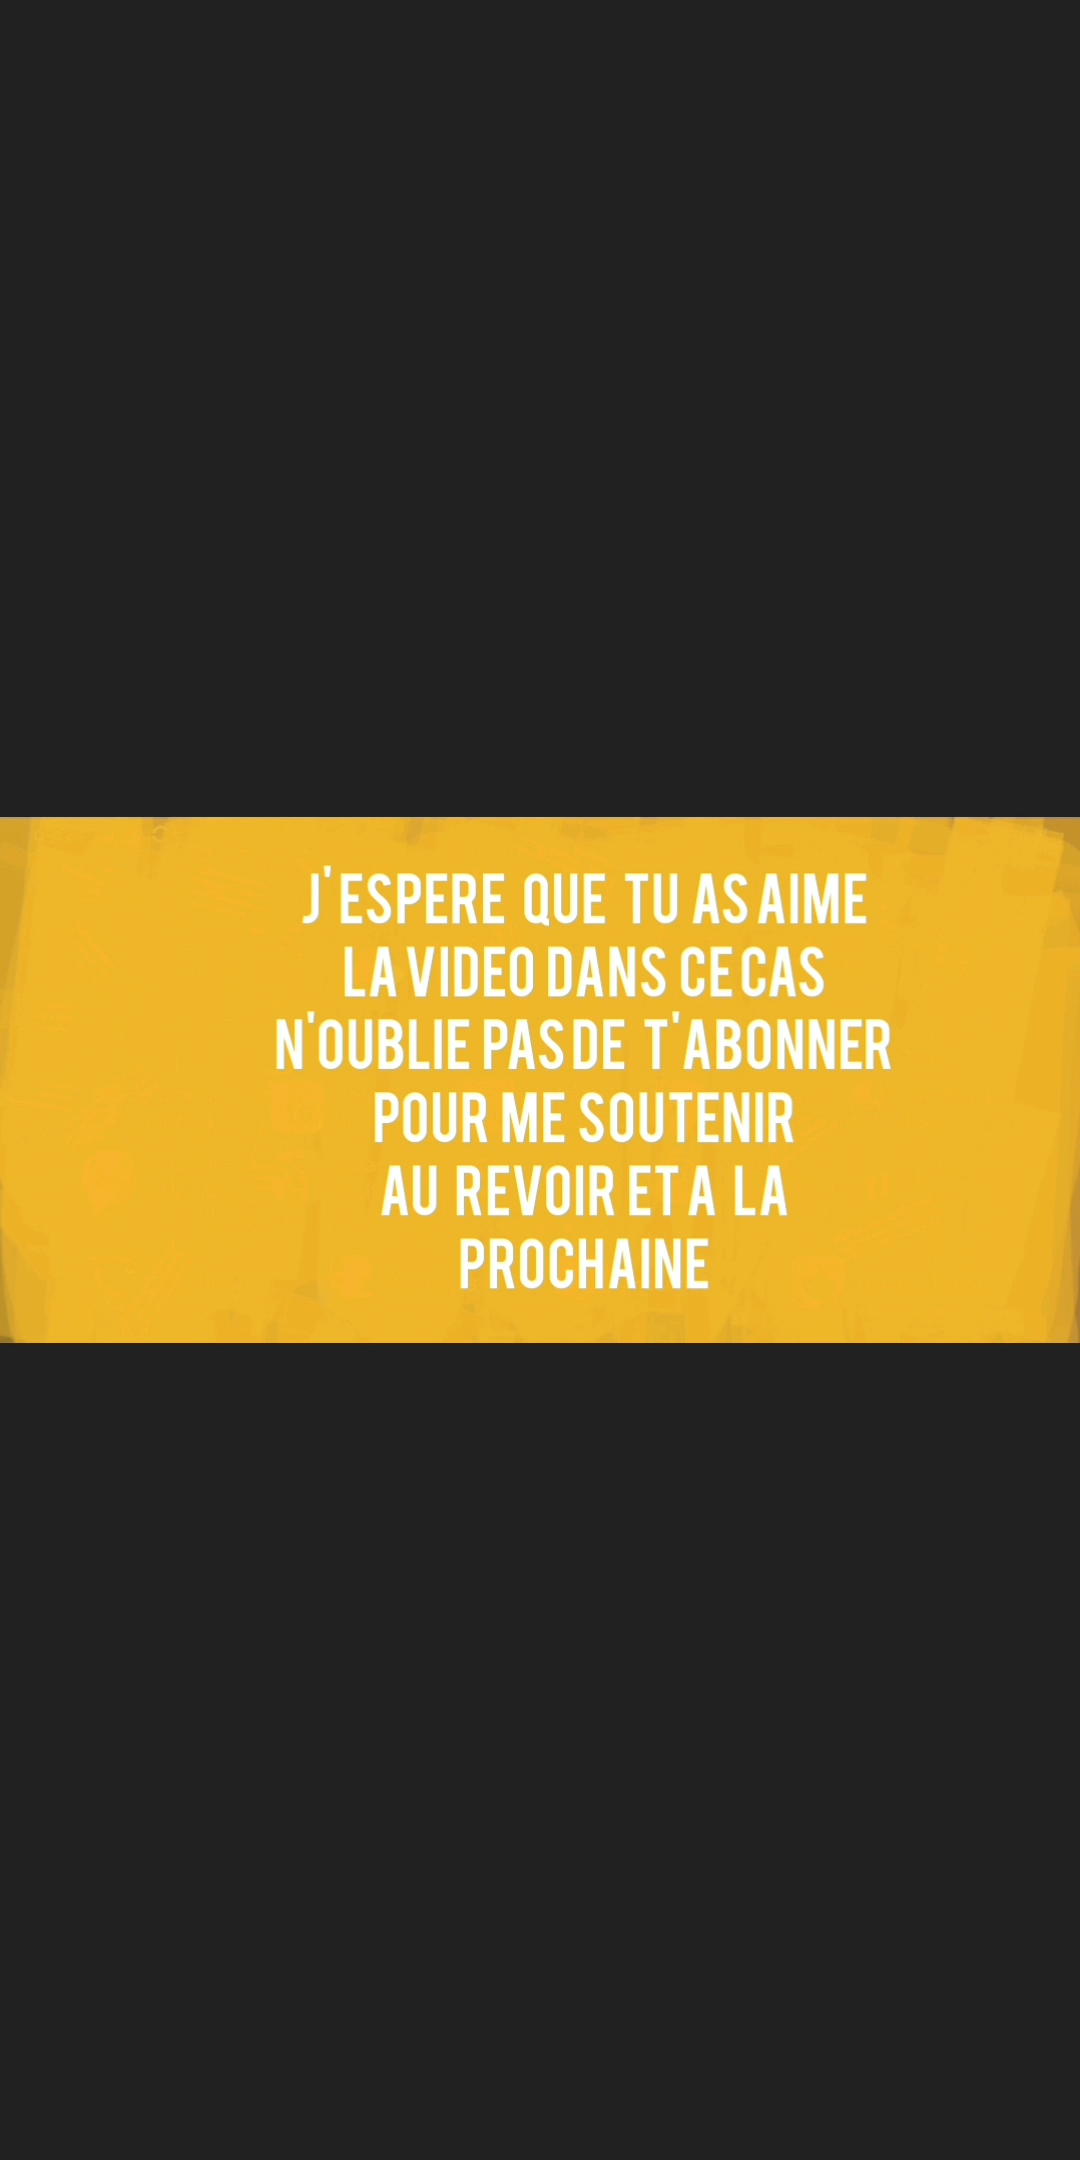 J'ESPERE QUE TU AS AIME
LA VIDEO DANS CE CAS
N'OUBLIE PAS DE T'ABONNER
POUR ME SOUTENIR
AU REVOIR ET A LA
PROCHAINE